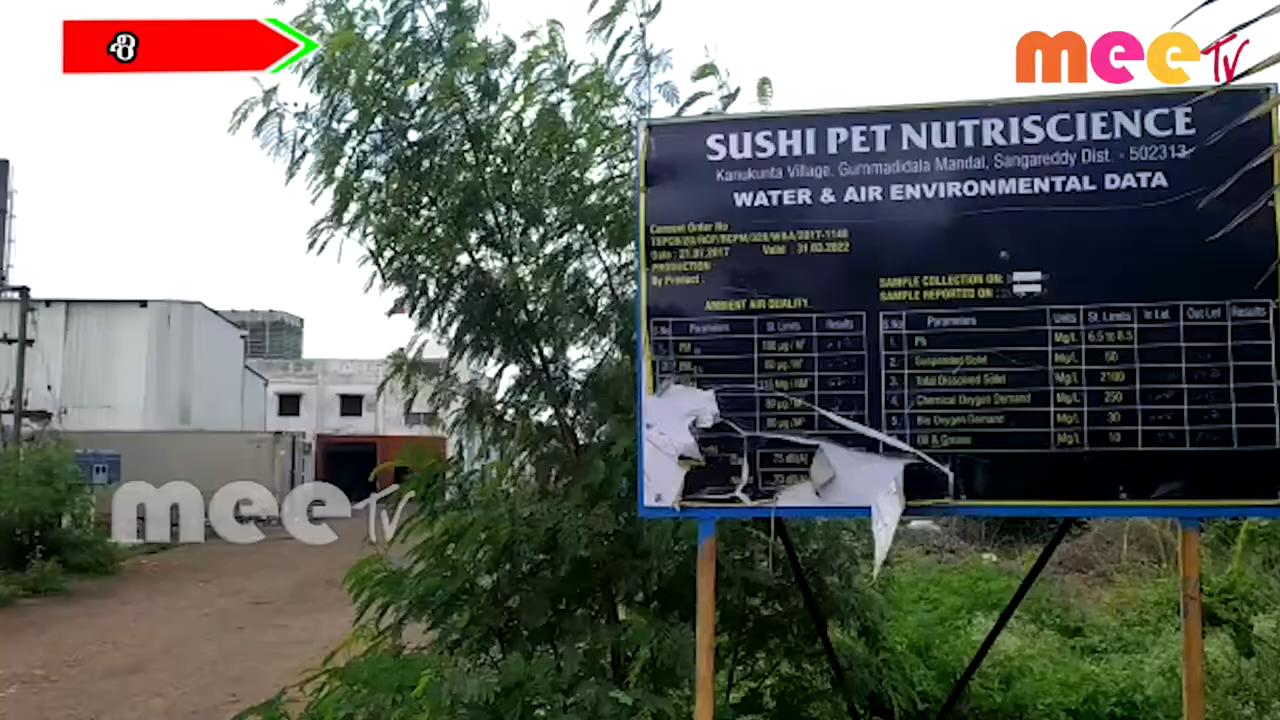 mee TV
SUSHI PET NUTRISCIENCE
Kanukunta Village, Gummadidala Mandal, Sangareddy Dist. - 502313
WATER & AIR ENVIRONMENTAL DATA
Consent Order No
Date : 21.07.2017 Valid : 31.03.2022
PRODUCTION
By Product :
SAMPLE COLLECTION ON:
SAMPLE REPORTED ON :
AMBIENT AIR QUALITY
S.No Parameters St. Limits Results
S.No Parameters Units St. Limits In Let Out Let Results
1. Ph Mg/L 6.5 to 8.5
2. Suspended Solid Mg/L 50
3. Total Dissolved Solid Mg/L 2100
4. Chemical Oxygen Demand Mg/L 250
5. Bio Oxygen Demand Mg/L 30
Oil & Grease Mg/L 10
75 dB(A)
mee TV